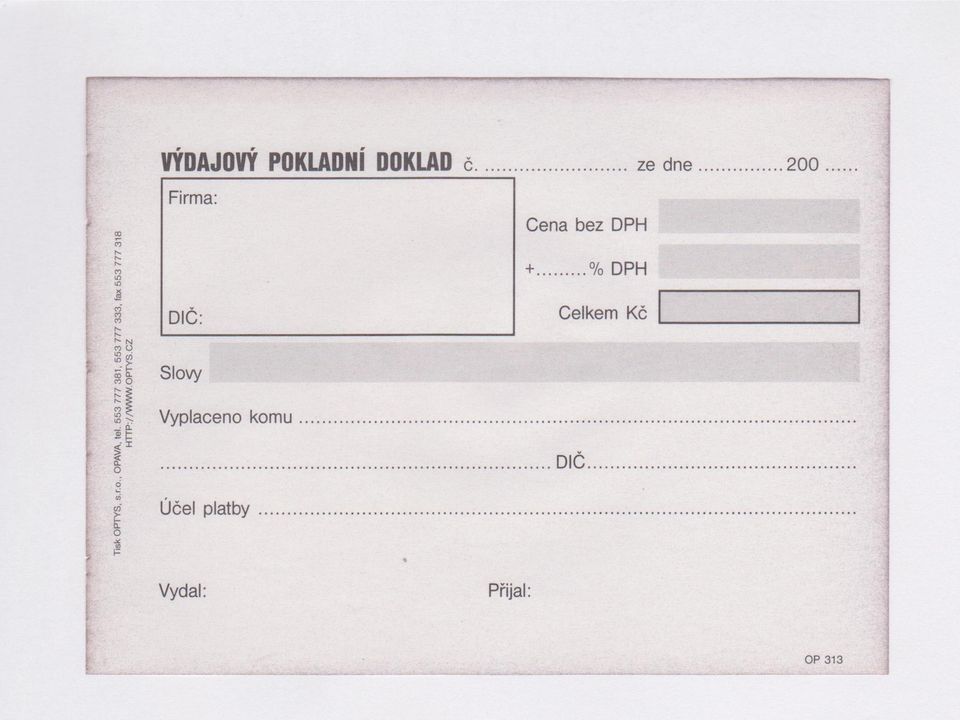 VÝDAJOVÝ POKLADNÍ DOKLAD č. ......................... ze dne ...............200 ......
Firma:
Cena bez DPH
+.........% DPH
DIČ:
Celkem Kč
Slovy
Vyplaceno komu ..................................................................................................
..................................................................... DIČ................................................
Účel platby .........................................................................................................
Vydal: Přijal:
OP 313
Tisk OPTYS, s.r.o., OPAVA, tel. 553 777 381, 553 777 333, fax 553 777 318
HTTP://WWW.OPTYS.CZ